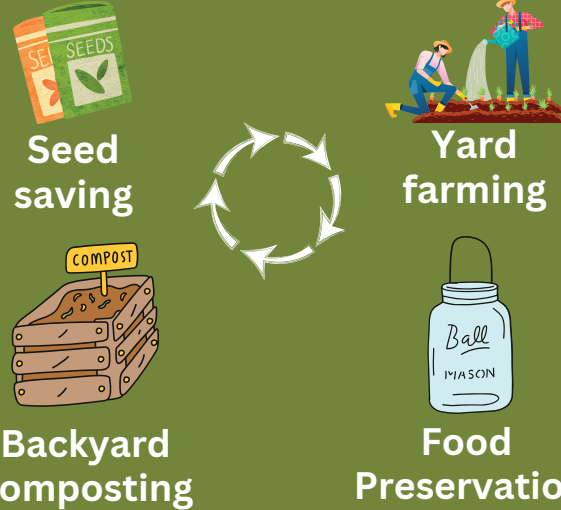 SE
SEEDS
Seed
saving
Yard
farming
COMPOST
Ball
MASON
Backyard
omposting
Food
Preservatio